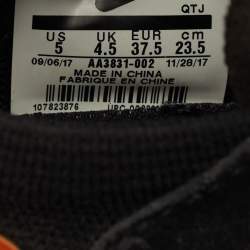 QTJ
US UK EUR cm
5 4.5 37.5 23.5
09/06/17 AA3831-002 11/28/17
MADE IN CHINA
FABRIQUÉ EN CHINE
107823876